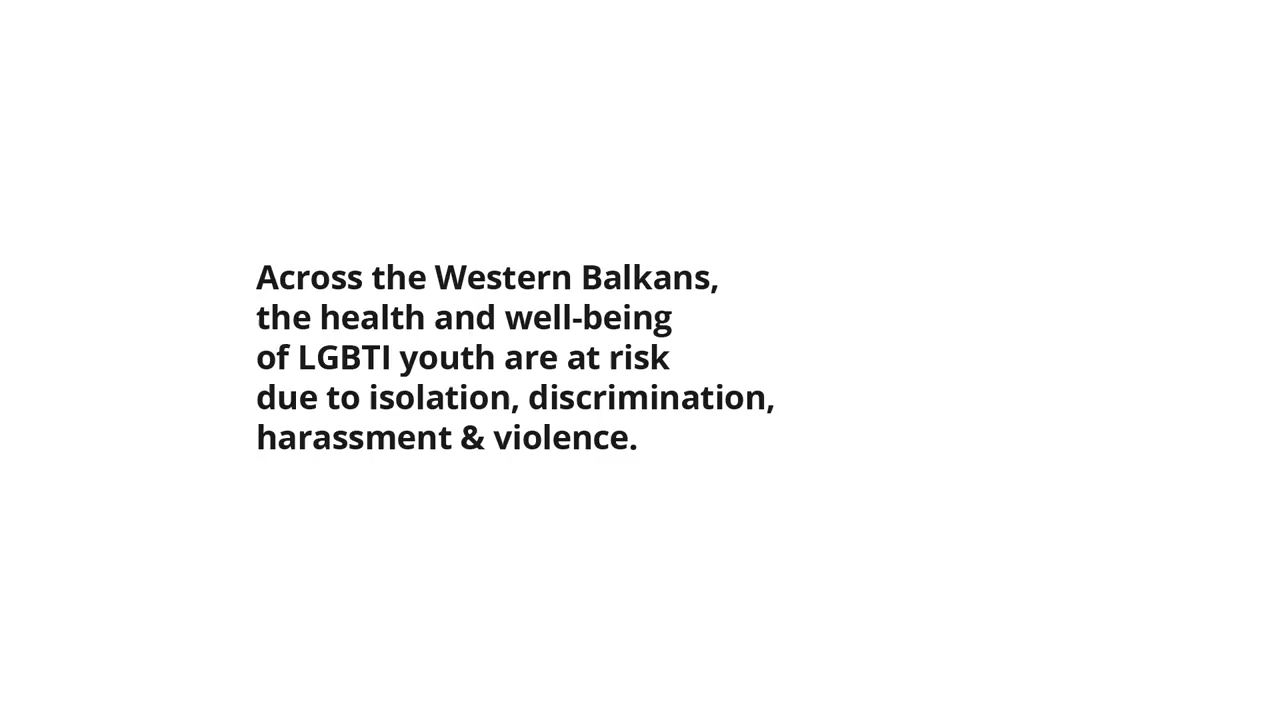 Across the Western Balkans,
the health and well-being
of LGBTI youth are at risk
due to isolation, discrimination,
harassment & violence.